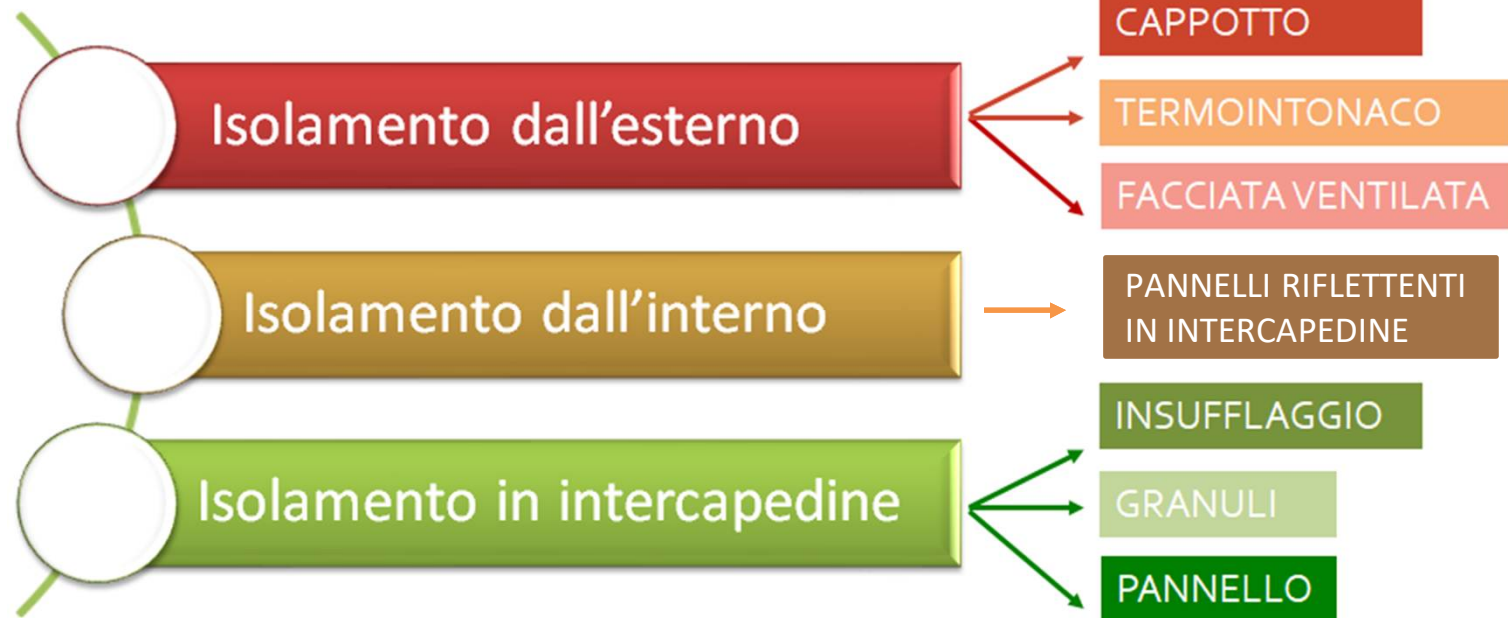 Isolamento dall'esterno
CAPPOTTO
TERMOINTONACO
FACCIATA VENTILATA
Isolamento dall'interno
PANNELLI RIFLETTENTI
IN INTERCAPEDINE
Isolamento in intercapedine
INSUFFLAGGIO
GRANULI
PANNELLO